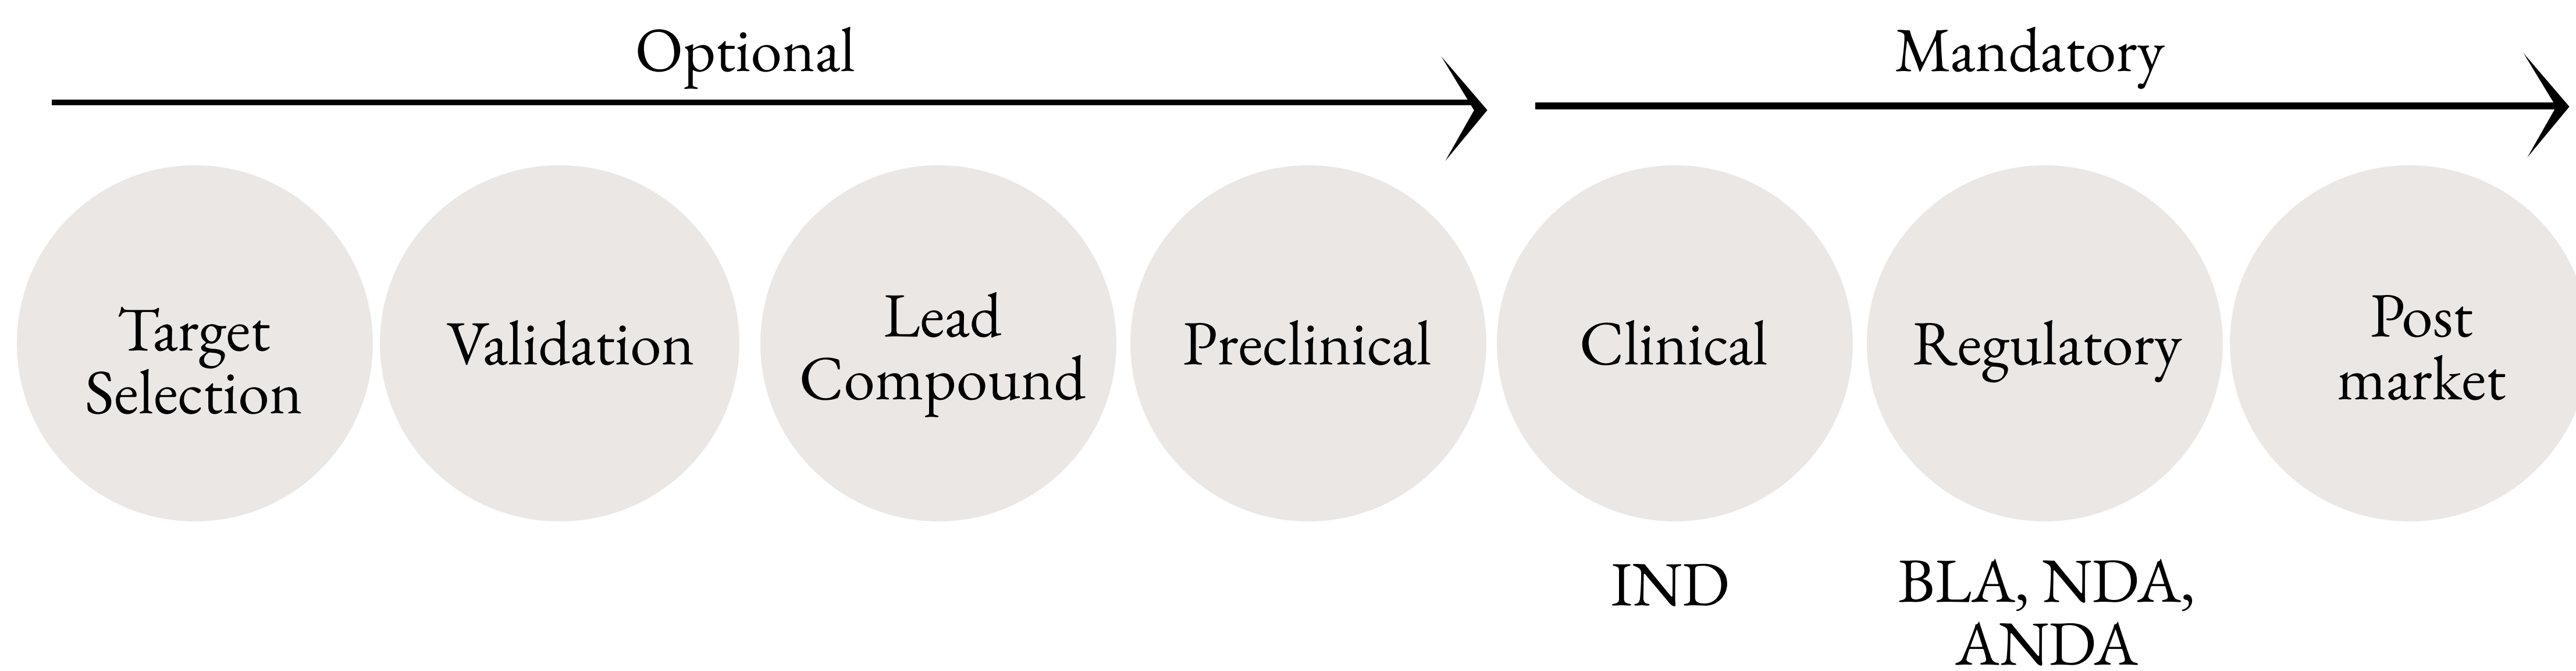 Optional
Mandatory
Target
Selection
Validation
Lead
Compound
Preclinical
Clinical
Regulatory
Post
market
IND
BLA, NDA,
ANDA